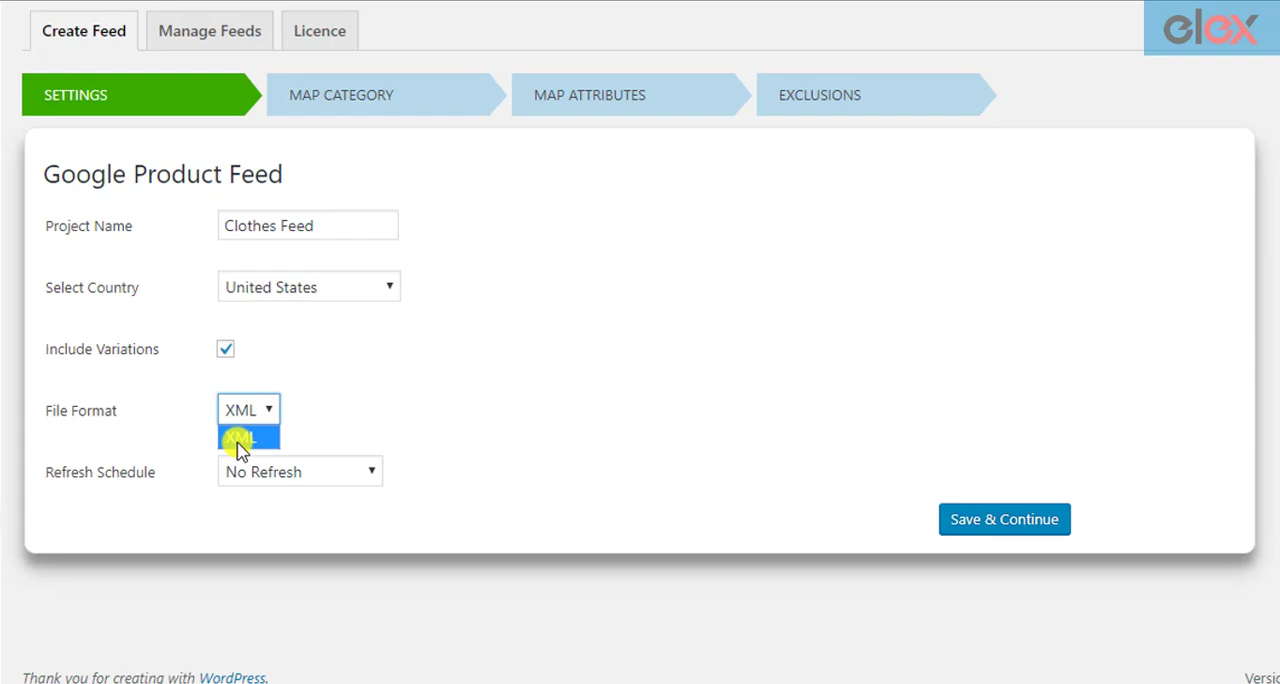 Create Feed Manage Feeds Licence
elex
SETTINGS MAP CATEGORY MAP ATTRIBUTES EXCLUSIONS
Google Product Feed
Project Name Clothes Feed
Select Country United States
Include Variations
File Format XML
XML
Refresh Schedule No Refresh
Save & Continue
Thank you for creating with WordPress.
Versio